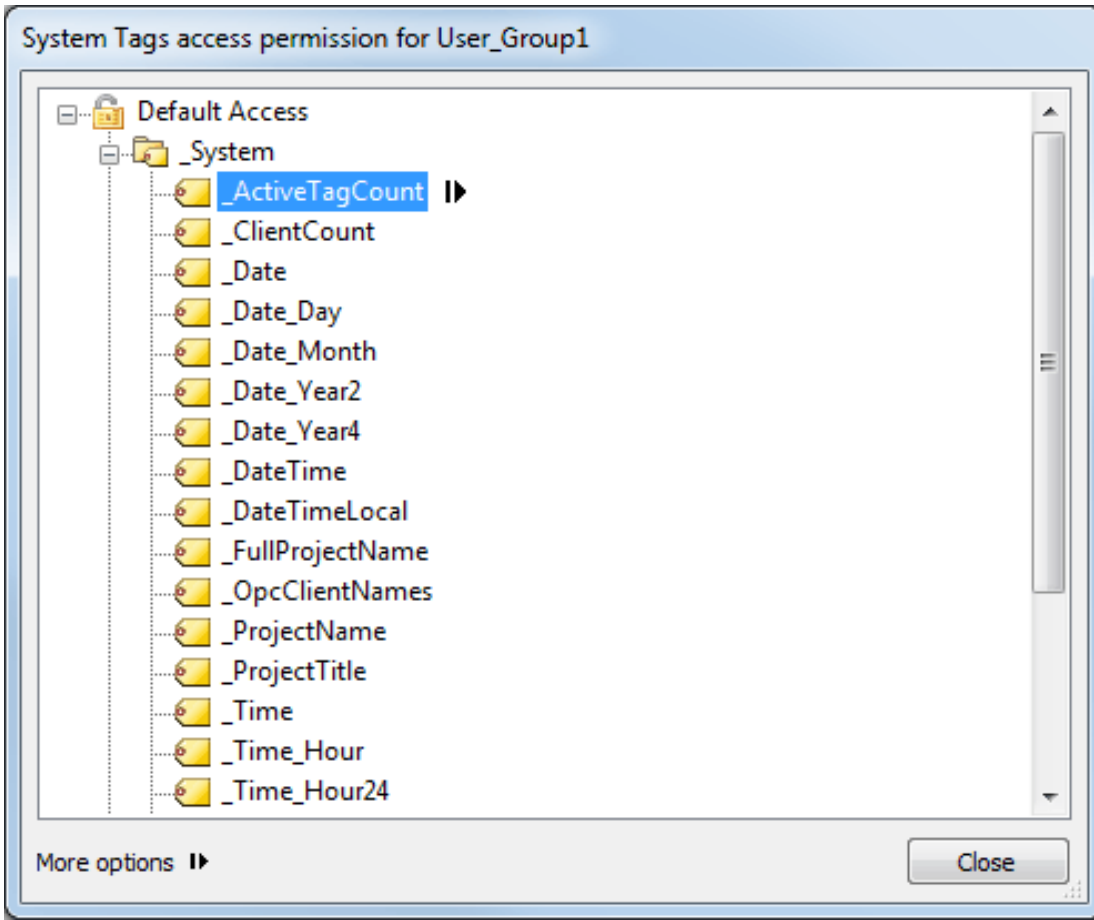 System Tags access permission for User_Group1
Default Access
_System
_ActiveTagCount
_ClientCount
_Date
_Date_Day
_Date_Month
_Date_Year2
_Date_Year4
_DateTime
_DateTimeLocal
_FullProjectName
_OpcClientNames
_ProjectName
_ProjectTitle
_Time
_Time_Hour
_Time_Hour24
More options
Close